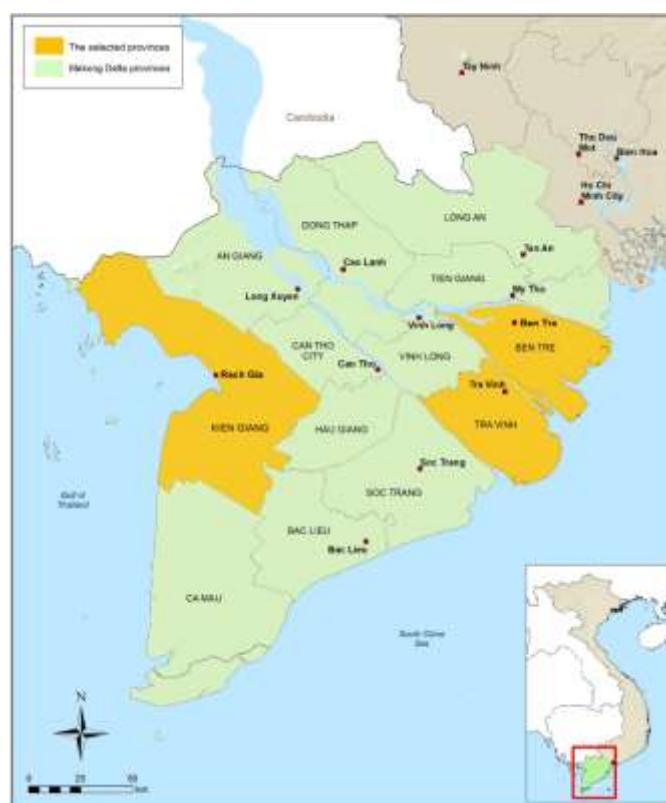 The selected provinces
Mekong Delta provinces
Cambodia
Tay Ninh
Thu Dau
Mot
Bien Hoa
Ho Chi
Minh City
LONG AN
DONG THAP
Tan An
AN GIANG
Cao Lanh
TIEN GIANG
Long Xuyen
My Tho
Vinh Long
Ben Tre
CAN THO
CITY
VINH LONG
BEN TRE
Can Tho
Rach Gia
Tra Vinh
KIEN GIANG
HAU GIANG
TRA VINH
Soc Trang
Gulf of
Thailand
SOC TRANG
BAC LIEU
Bac Lieu
CA MAU
South China
Sea
N
0